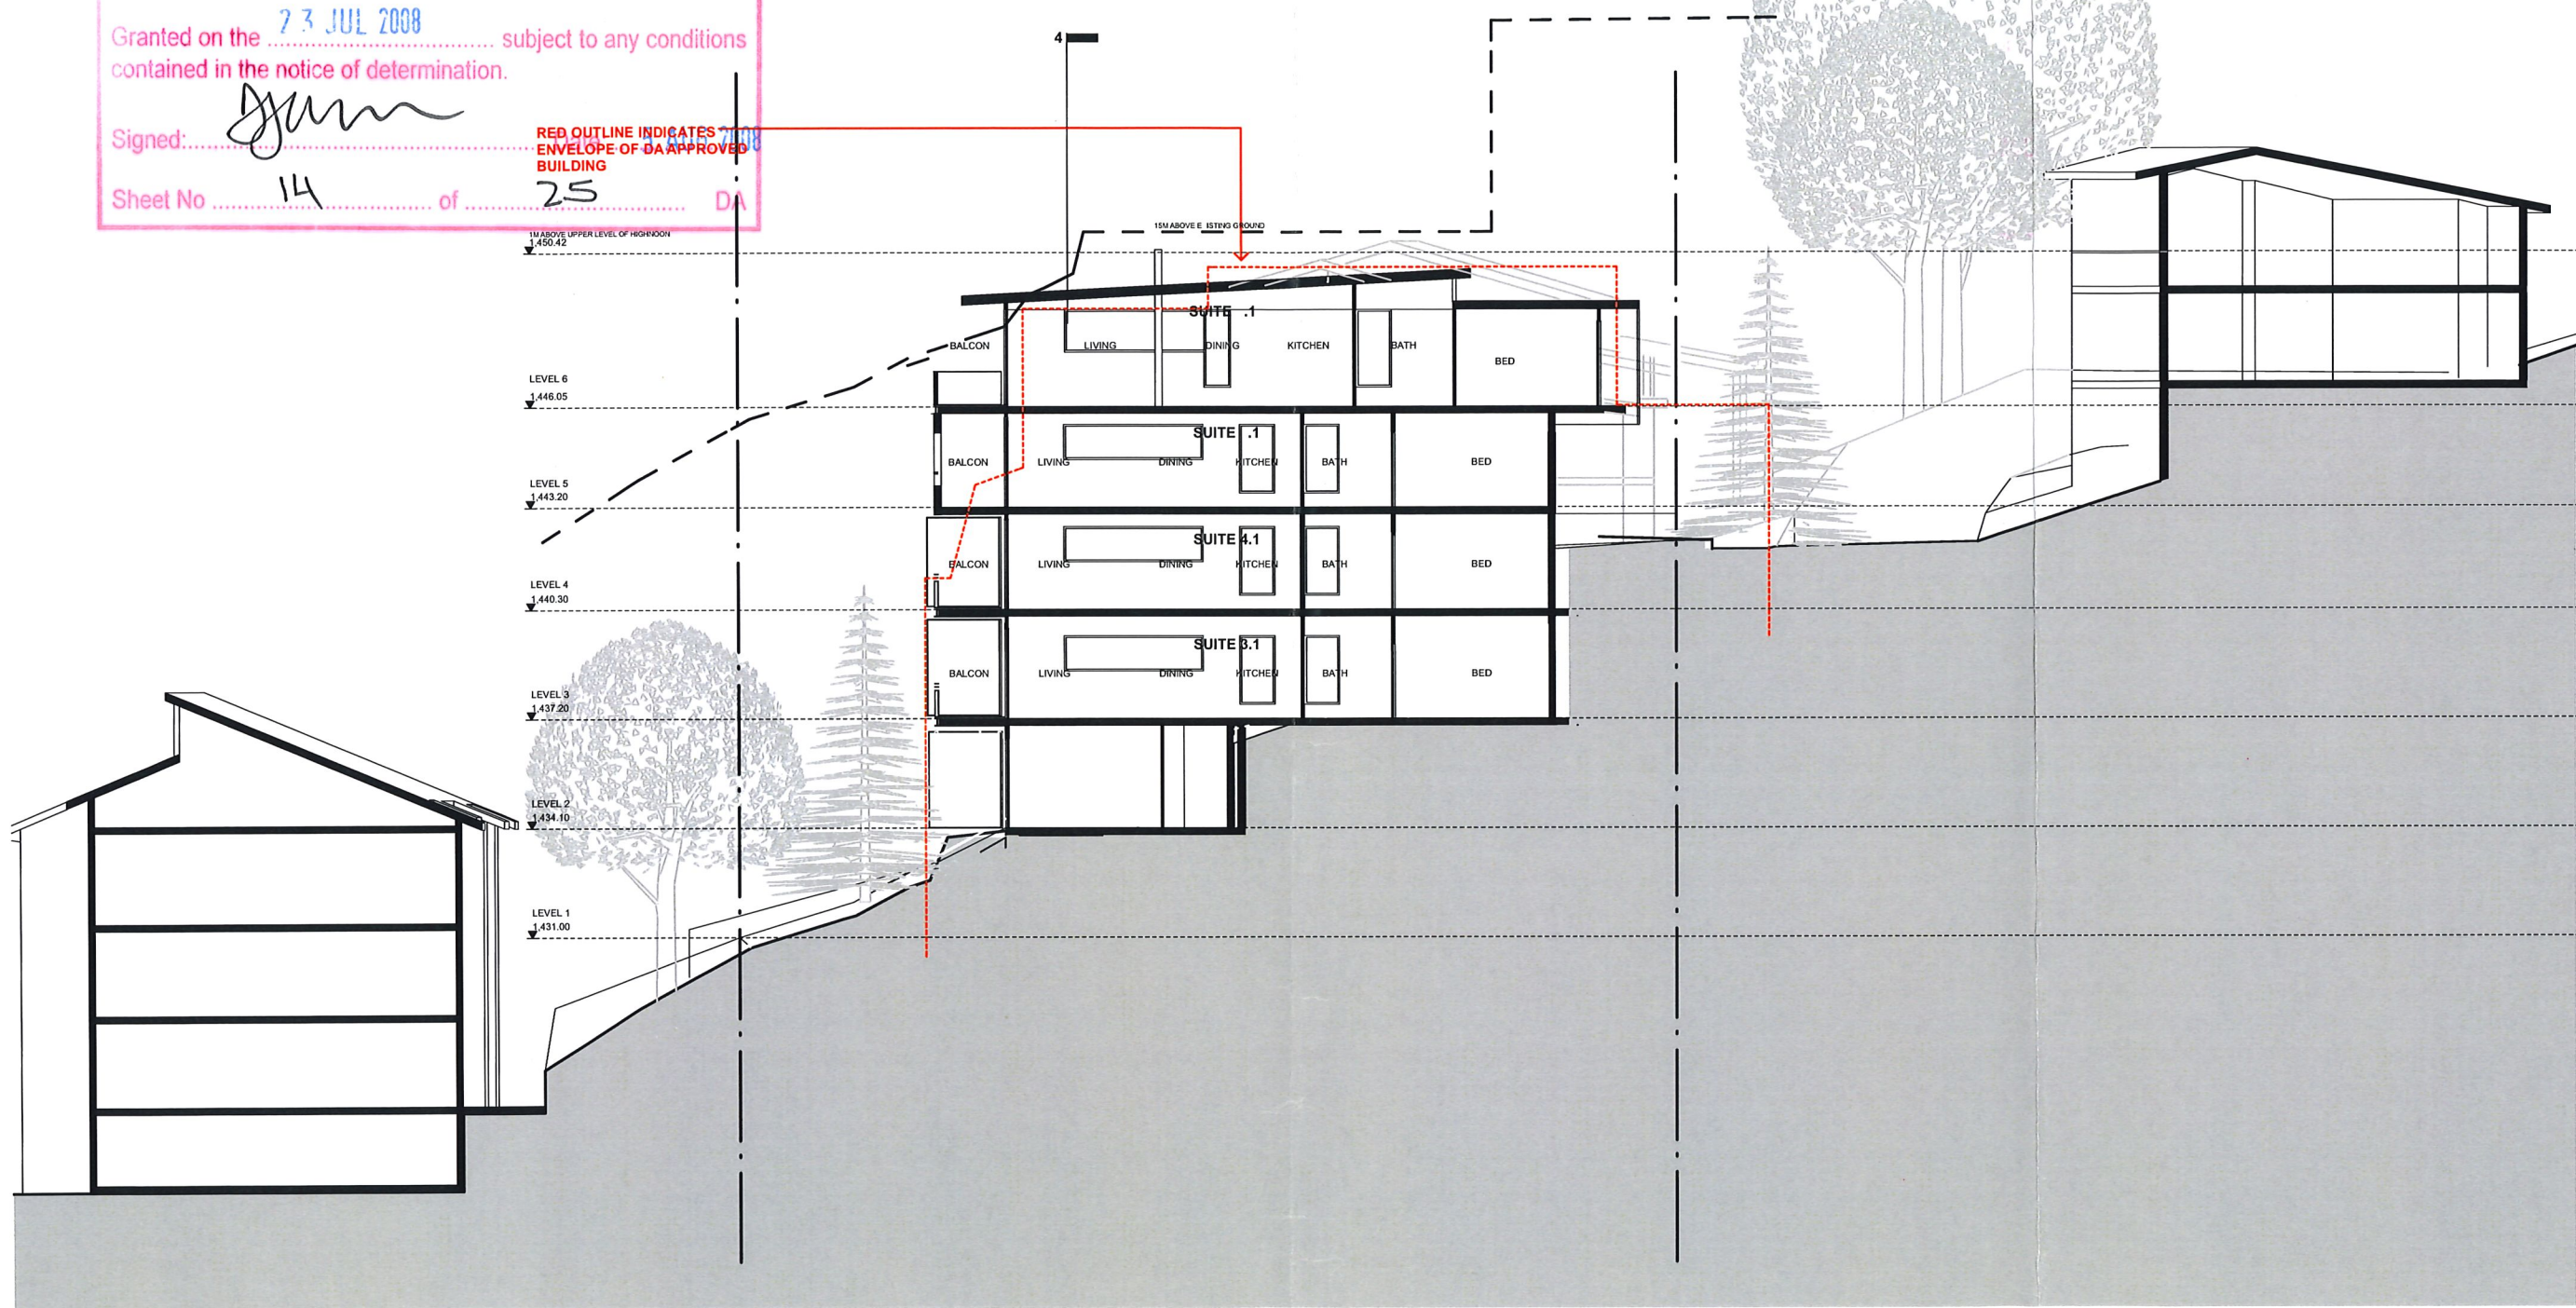 23 JUL 2008
Granted on the .......... subject to any conditions
contained in the notice of determination.
Signed:
RED OUTLINE INDICATES
ENVELOPE OF DA APPROVED
BUILDING
Date 5 AUG 2008
Sheet No 14 of 25 DA
4
1M ABOVE UPPER LEVEL OF HIGHNOON
1,450.42
15M ABOVE E ISTING GROUND
SUITE .1
BALCON LIVING DINING KITCHEN BATH BED
LEVEL 6
1,446.05
SUITE .1
BALCON LIVING DINING KITCHEN BATH BED
LEVEL 5
1,443.20
SUITE 4.1
BALCON LIVING DINING KITCHEN BATH BED
LEVEL 4
1,440.30
SUITE 3.1
BALCON LIVING DINING KITCHEN BATH BED
LEVEL 3
1,437.20
LEVEL 2
1,434.10
LEVEL 1
1,431.00